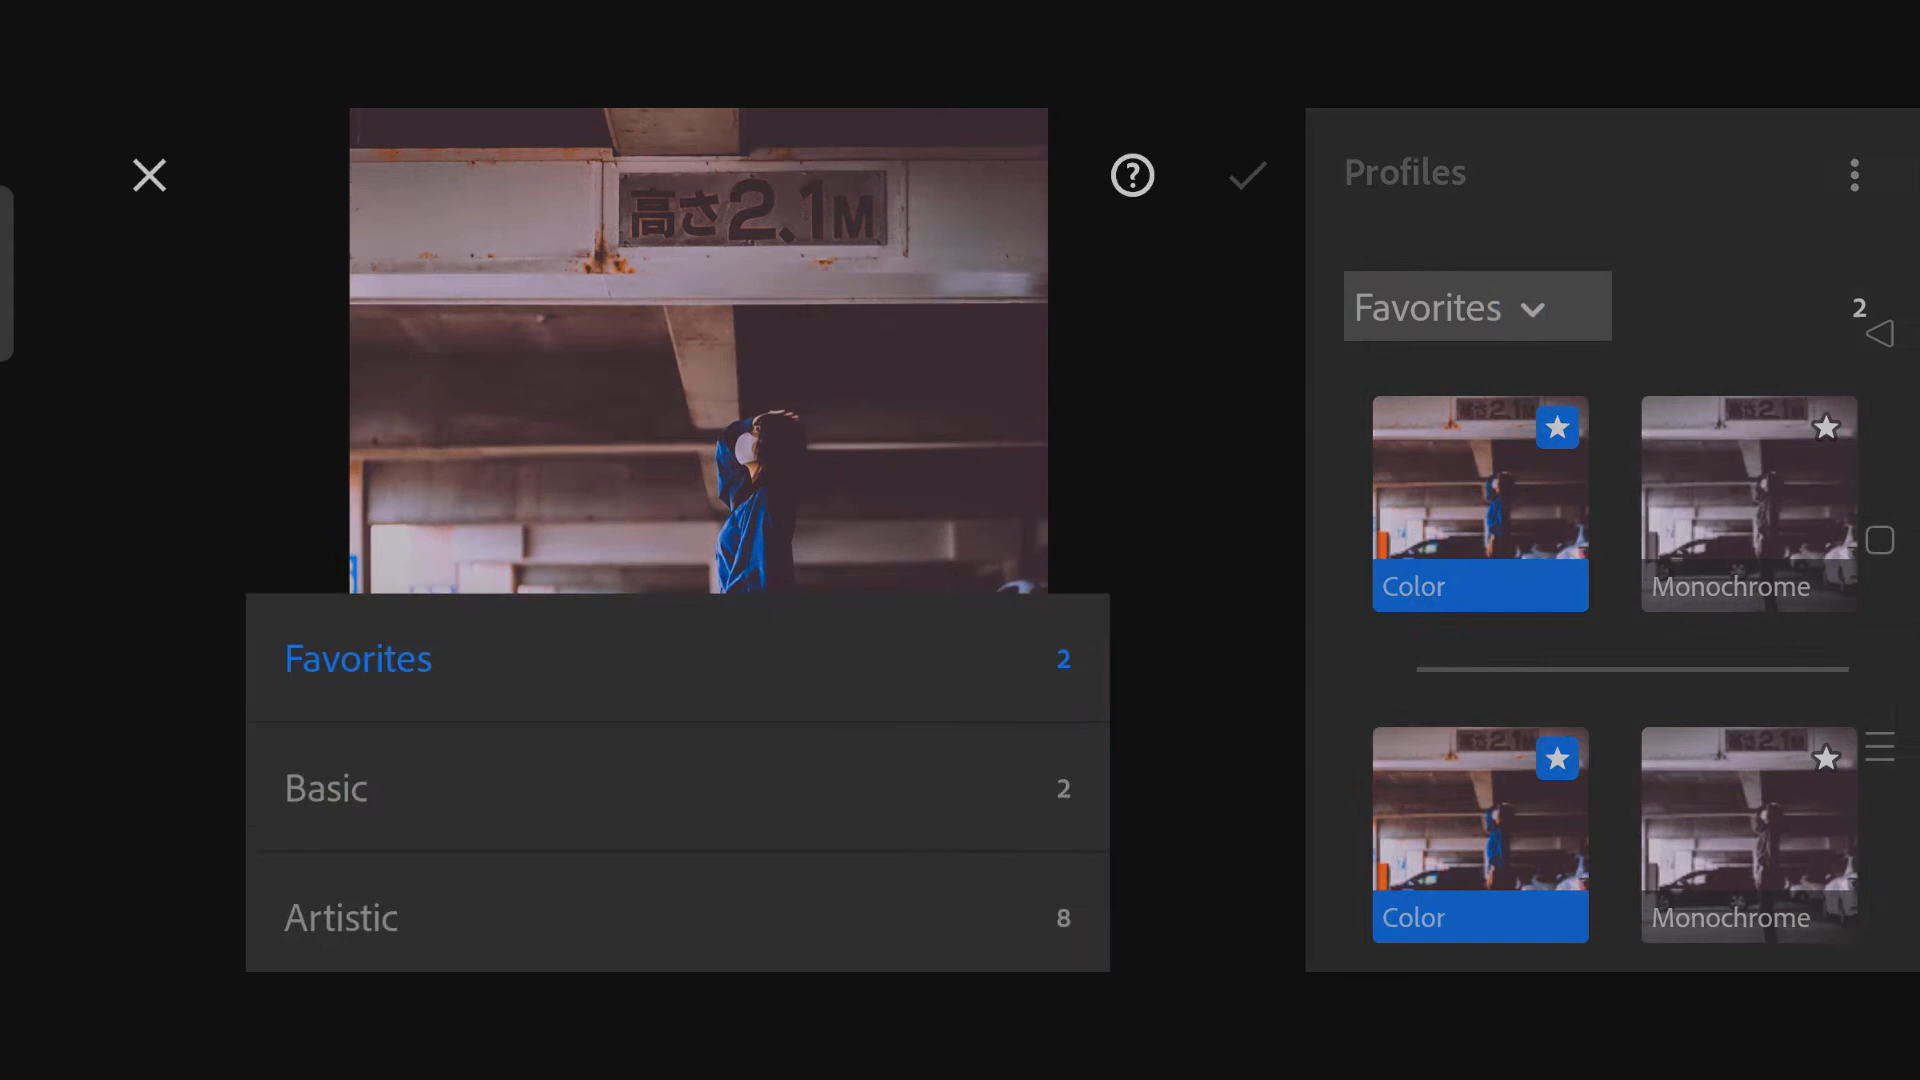 高さ2.1M
Profiles
Favorites
2
Color
Monochrome
Color
Monochrome
Favorites 2
Basic 2
Artistic 8